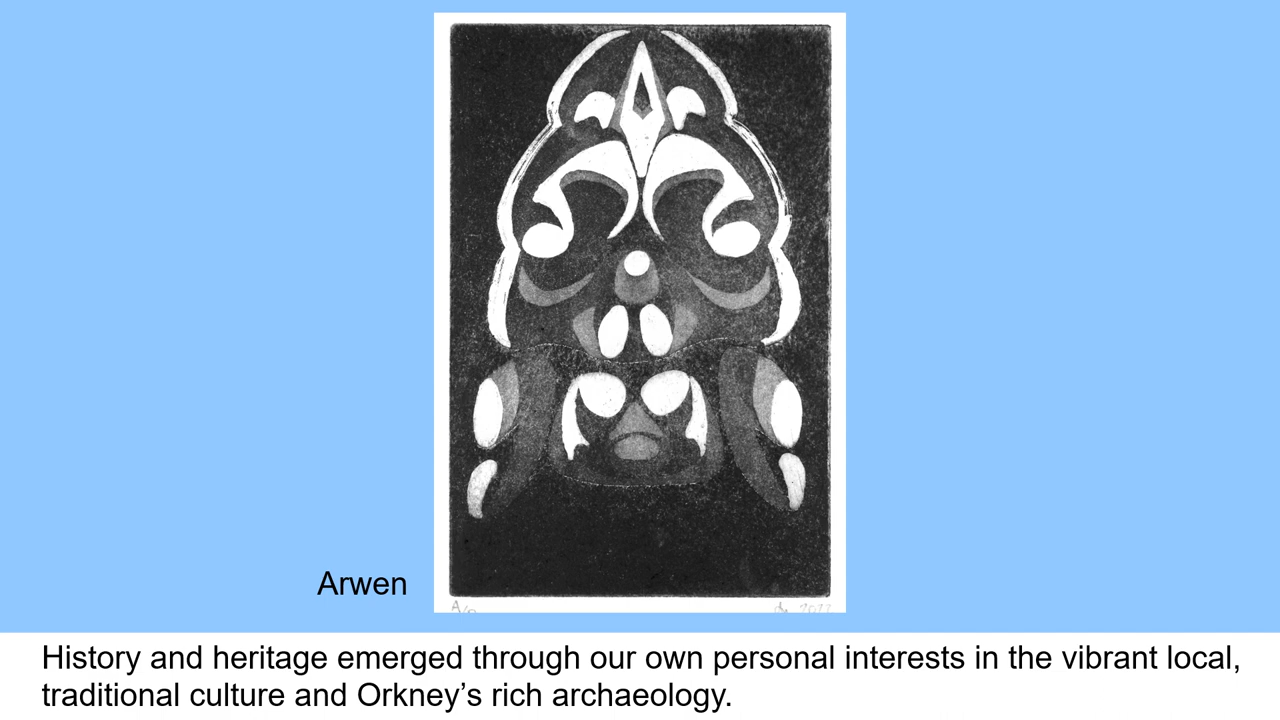 Arwen
A/P
2022
History and heritage emerged through our own personal interests in the vibrant local,
traditional culture and Orkney’s rich archaeology.